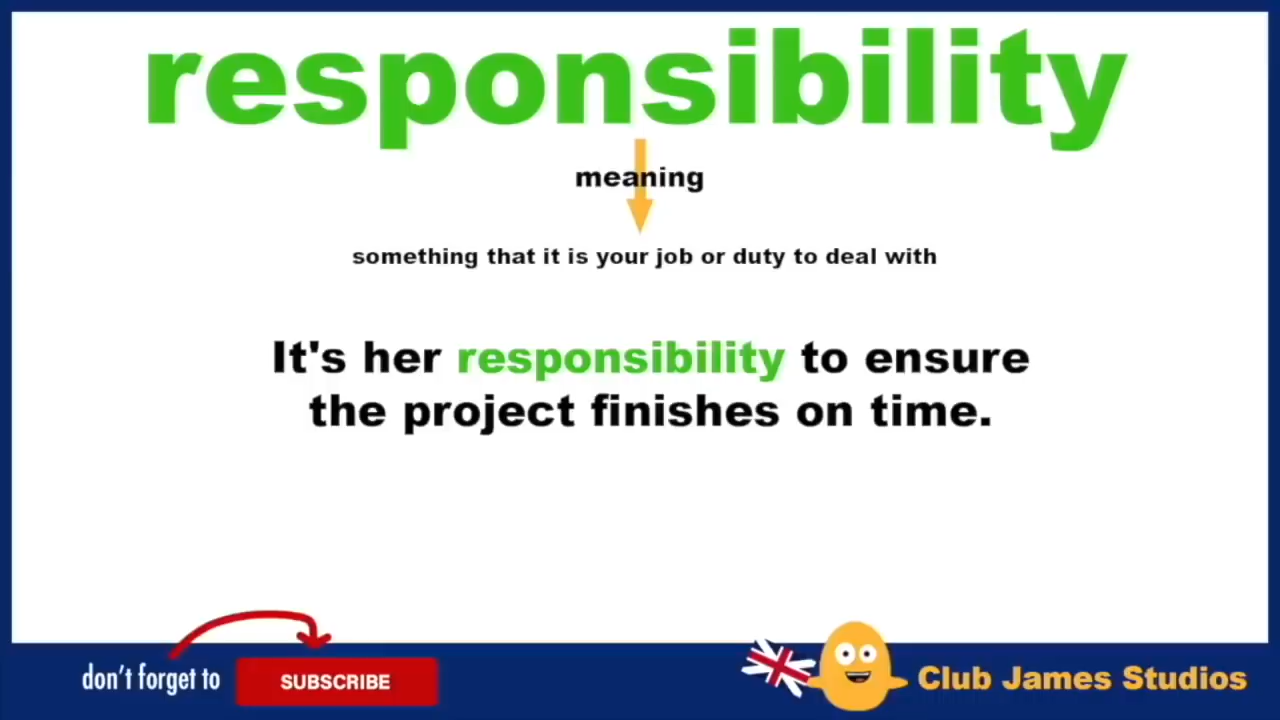 responsibility
meaning
something that it is your job or duty to deal with
It's her responsibility to ensure
the project finishes on time.
don't forget to
SUBSCRIBE
Club James Studios